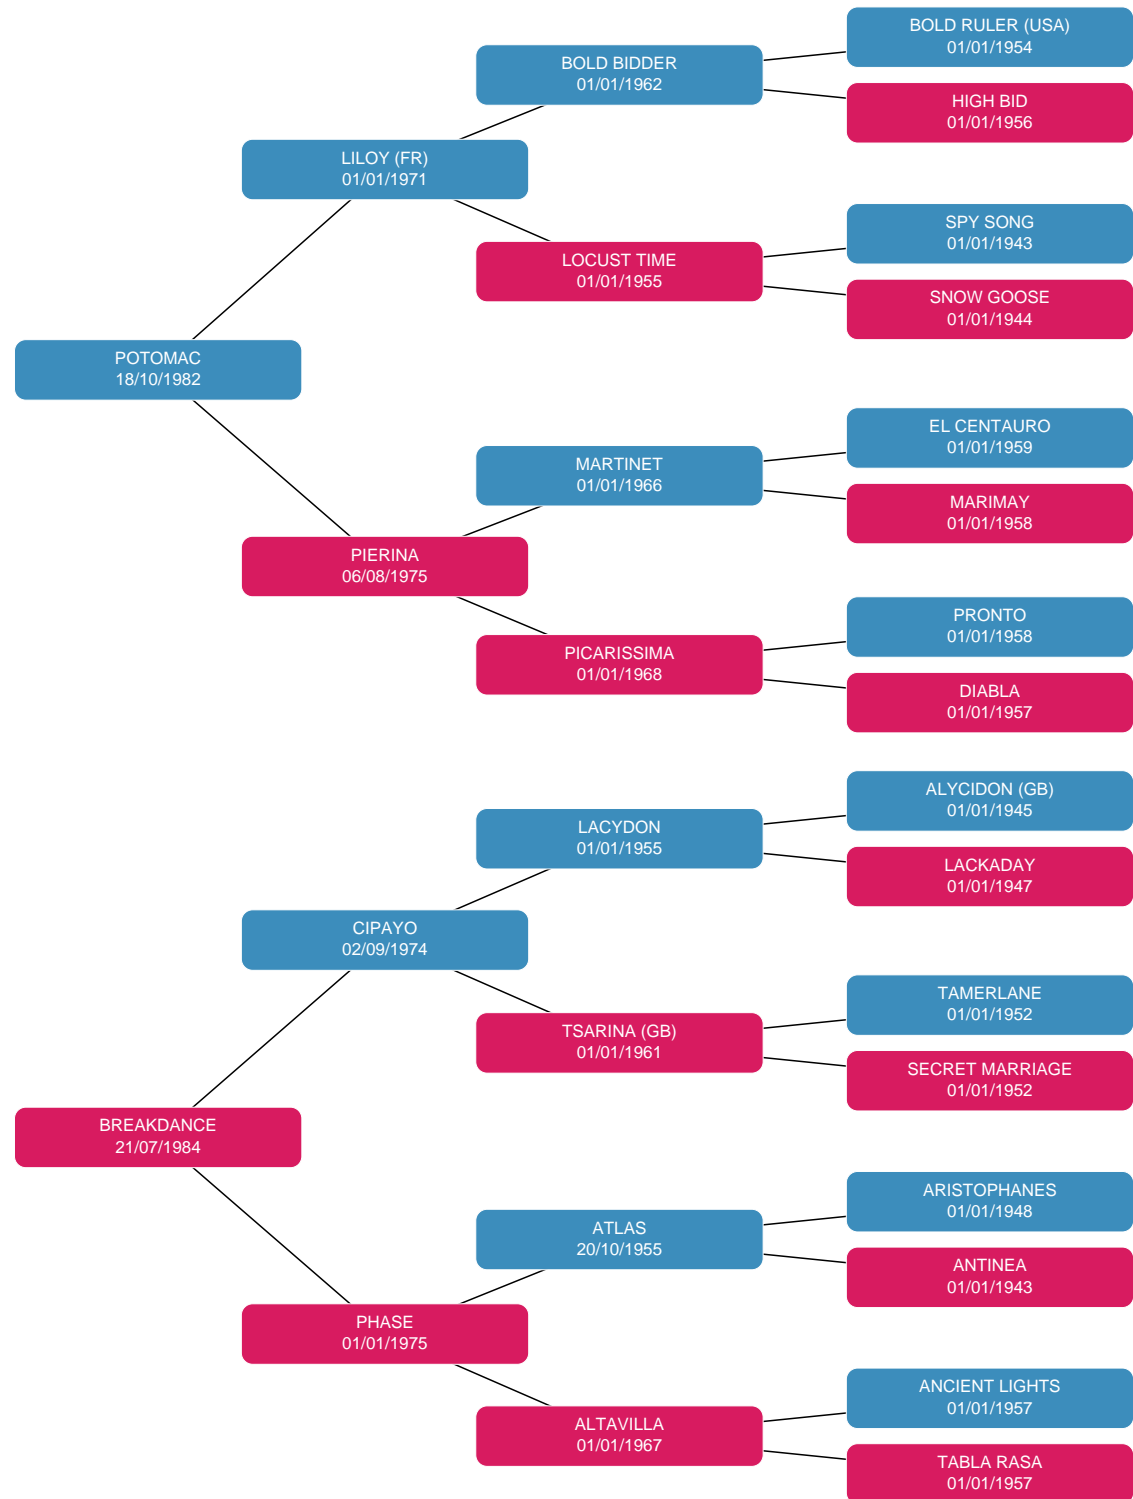 BOLD RULER (USA)
01/01/1954
BOLD BIDDER
01/01/1962
HIGH BID
01/01/1956
LILOY (FR)
01/01/1971
SPY SONG
01/01/1943
LOCUST TIME
01/01/1955
SNOW GOOSE
01/01/1944
POTOMAC
18/10/1982
EL CENTAURO
01/01/1959
MARTINET
01/01/1966
MARIMAY
01/01/1958
PIERINA
06/08/1975
PRONTO
01/01/1958
PICARISSIMA
01/01/1968
DIABLA
01/01/1957
ALYCIDON (GB)
01/01/1945
LACYDON
01/01/1955
LACKADAY
01/01/1947
CIPAYO
02/09/1974
TAMERLANE
01/01/1952
TSARINA (GB)
01/01/1961
SECRET MARRIAGE
01/01/1952
BREAKDANCE
21/07/1984
ARISTOPHANES
01/01/1948
ATLAS
20/10/1955
ANTINEA
01/01/1943
PHASE
01/01/1975
ANCIENT LIGHTS
01/01/1957
ALTAVILLA
01/01/1967
TABLA RASA
01/01/1957